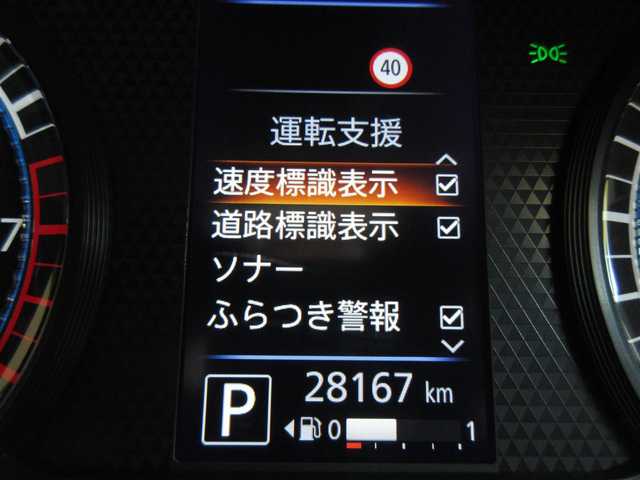 40
運転支援
速度標識表示
道路標識表示
ソナー
ふらつき警報
7
P
28167 km
0 1